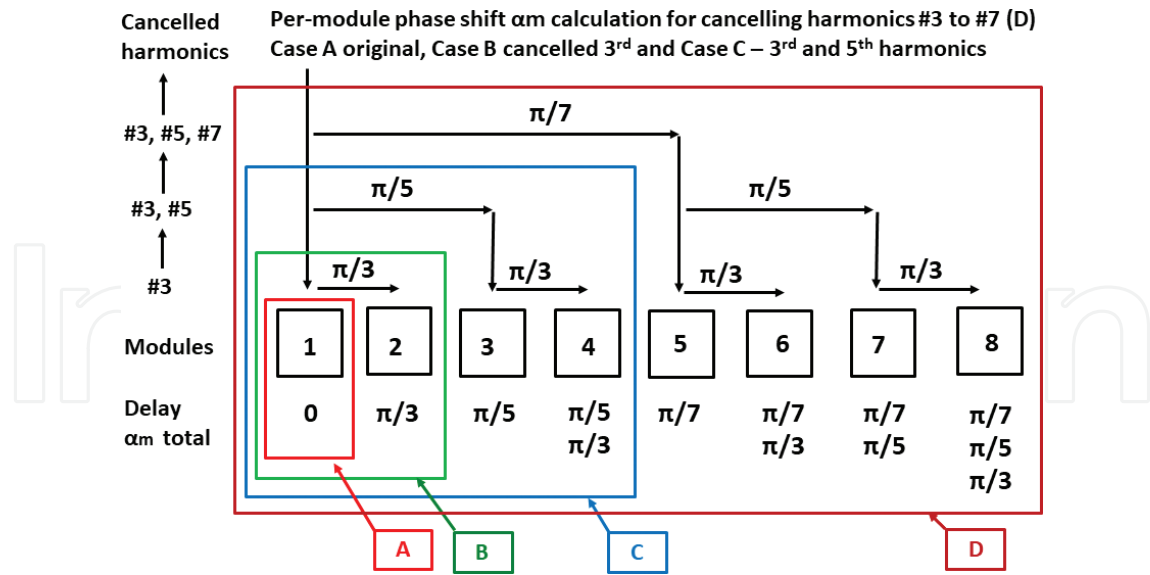 Cancelled
harmonics
Per-module phase shift αm calculation for cancelling harmonics #3 to #7 (D)
Case A original, Case B cancelled 3rd and Case C – 3rd and 5th harmonics
#3, #5, #7
π/7
#3, #5
π/5
π/5
#3
π/3
π/3
π/3
π/3
Modules
1
2
3
4
5
6
7
8
Delay
αm total
0
π/3
π/5
π/5
π/3
π/7
π/7
π/3
π/7
π/5
π/7
π/5
π/3
A
B
C
D